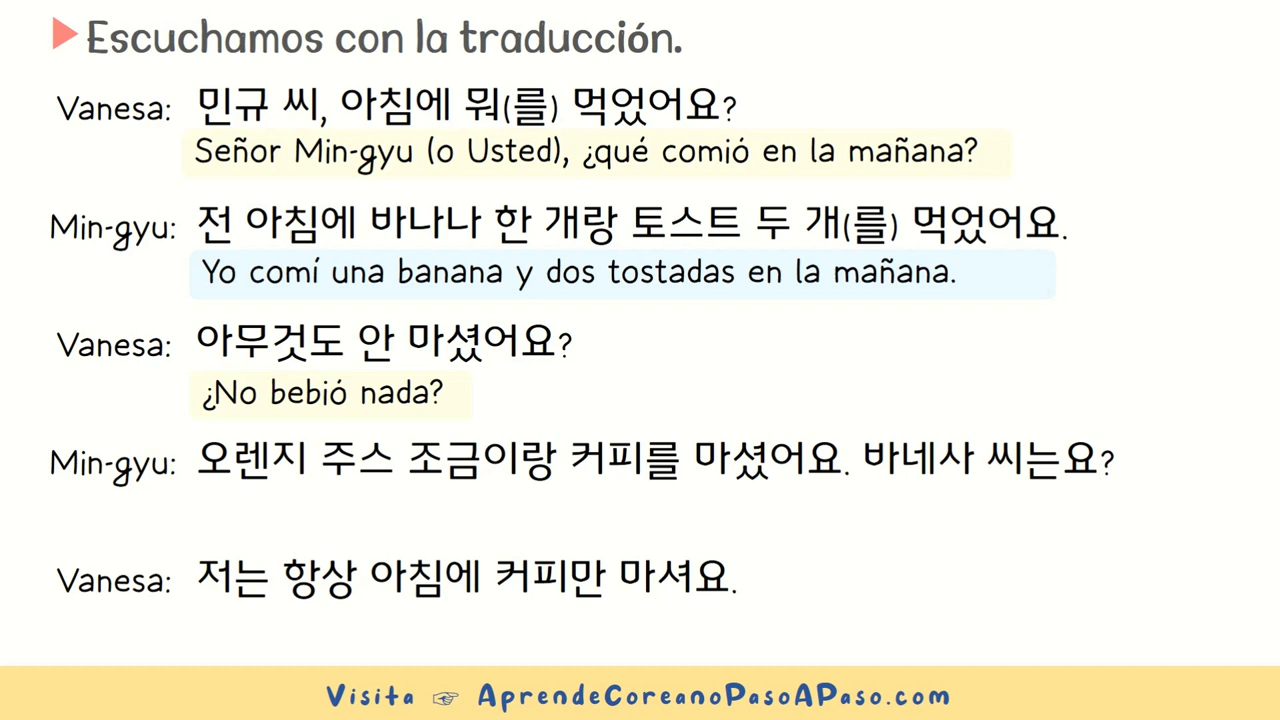 Escuchamos con la traducción.
Vanesa: 민규 씨, 아침에 뭐(를) 먹었어요?
Señor Min-gyu (o Usted), ¿qué comió en la mañana?
Min-gyu: 전 아침에 바나나 한 개랑 토스트 두 개(를) 먹었어요.
Yo comí una banana y dos tostadas en la mañana.
Vanesa: 아무것도 안 마셨어요?
¿No bebió nada?
Min-gyu: 오렌지 주스 조금이랑 커피를 마셨어요. 바네사 씨는요?
Vanesa: 저는 항상 아침에 커피만 마셔요.
Visita ☞ AprendeCoreanoPasoAPaso.com